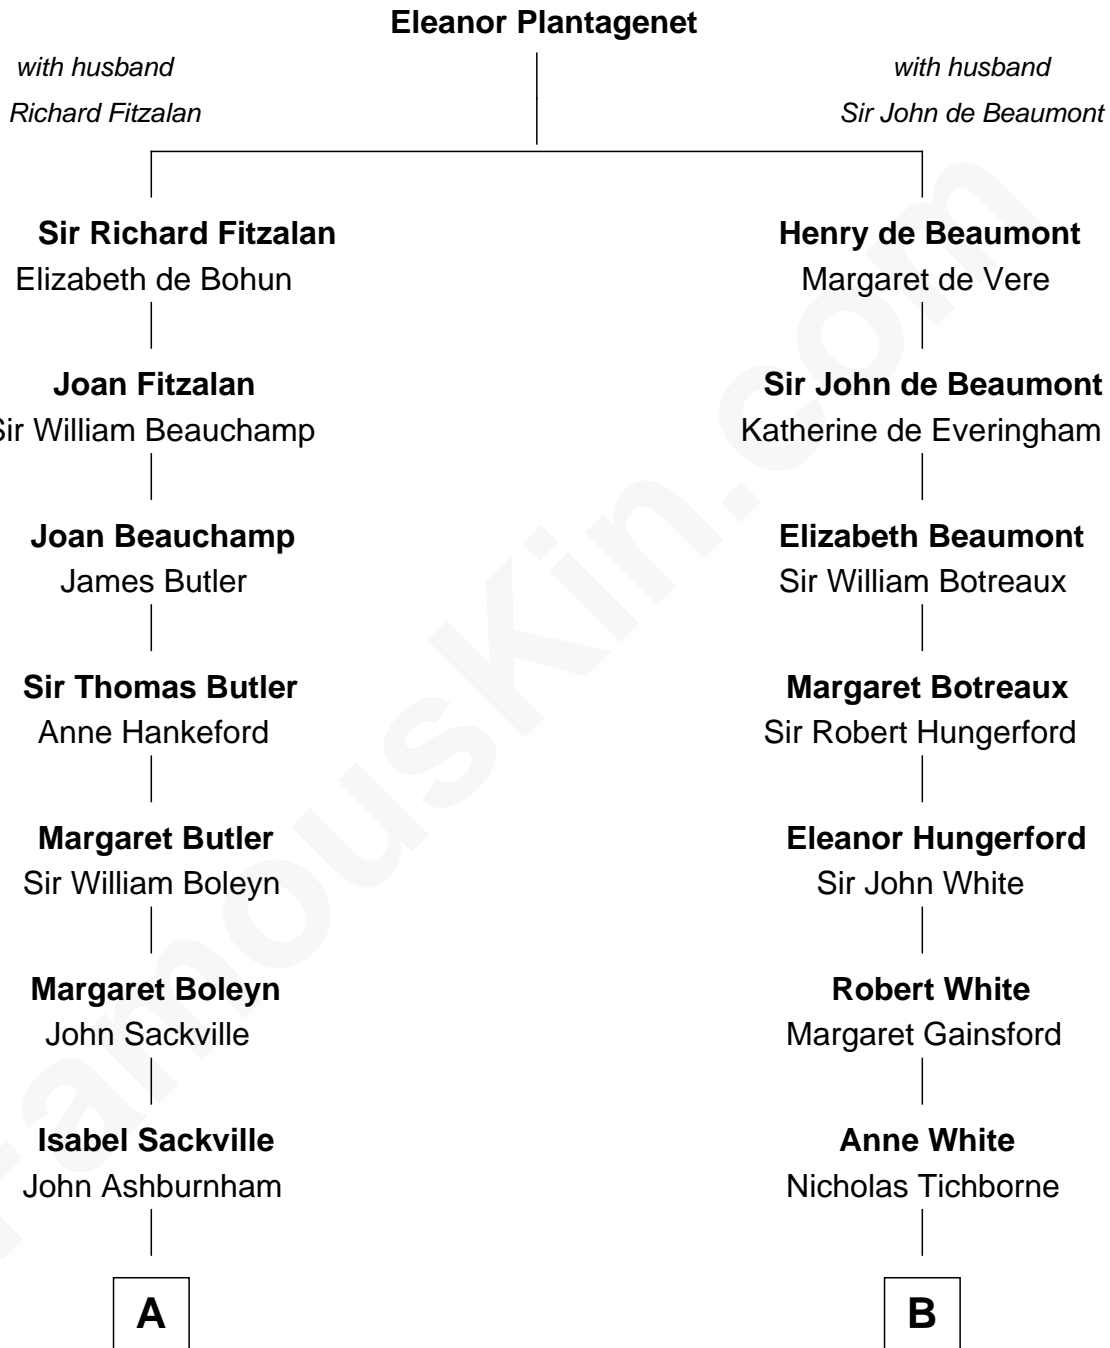 Eleanor Plantagenet
with husband
Richard Fitzalan
with husband
Sir John de Beaumont
Sir Richard Fitzalan
Elizabeth de Bohun
Joan Fitzalan
Sir William Beauchamp
Joan Beauchamp
James Butler
Sir Thomas Butler
Anne Hankeford
Margaret Butler
Sir William Boleyn
Margaret Boleyn
John Sackville
Isabel Sackville
John Ashburnham
A
Henry de Beaumont
Margaret de Vere
Sir John de Beaumont
Katherine de Everingham
Elizabeth Beaumont
Sir William Botreaux
Margaret Botreaux
Sir Robert Hungerford
Eleanor Hungerford
Sir John White
Robert White
Margaret Gainsford
Anne White
Nicholas Tichborne
B
FamousKin.com